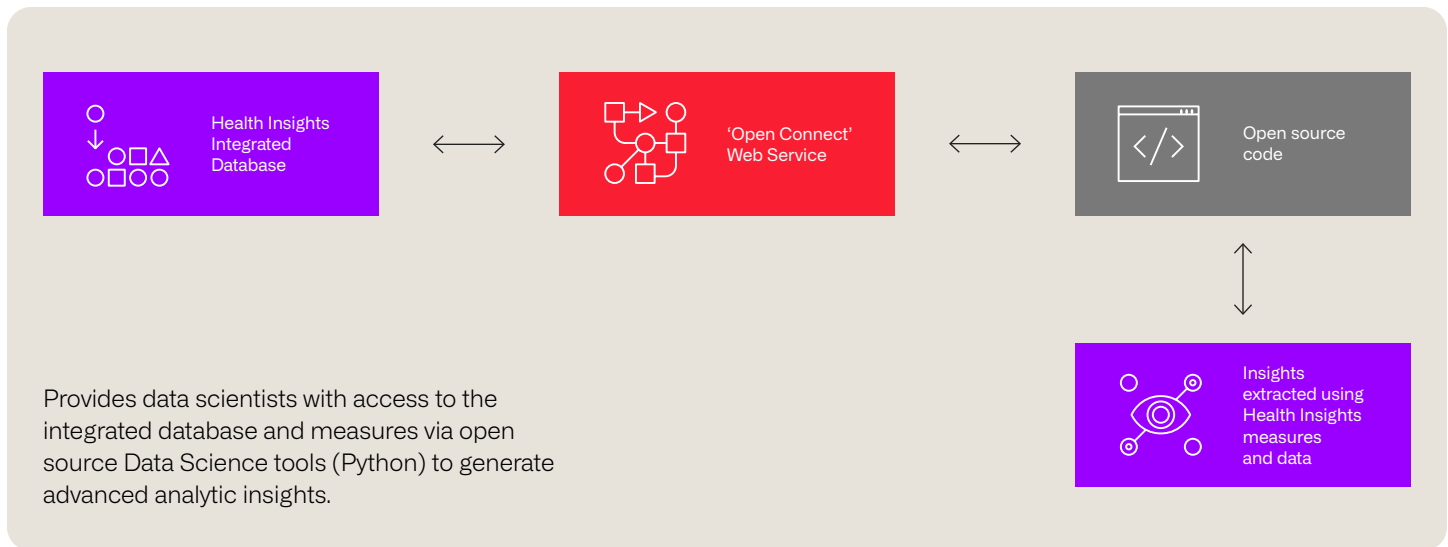 Health Insights
Integrated
Database
‘Open Connect’
Web Service
</>
Open source
code
Insights
extracted using
Health Insights
measures
and data
Provides data scientists with access to the
integrated database and measures via open
source Data Science tools (Python) to generate
advanced analytic insights.